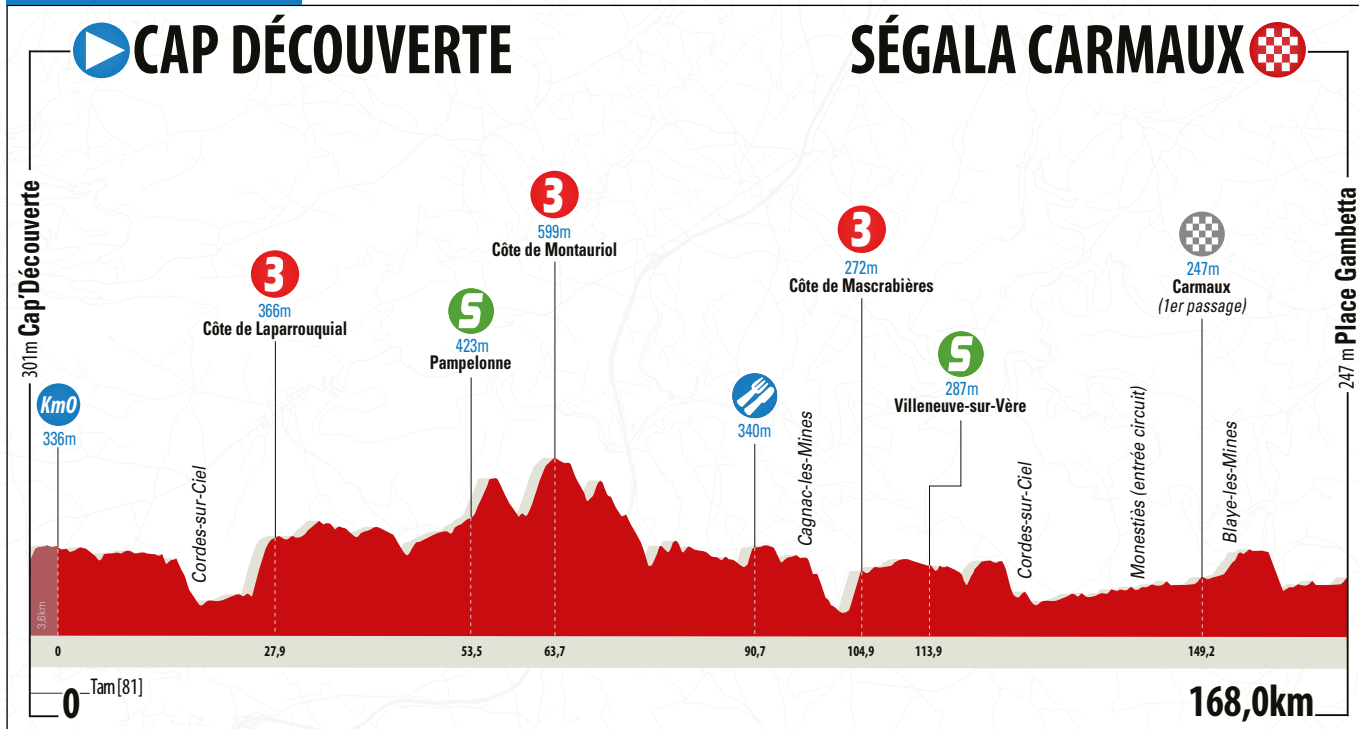 CAP DÉCOUVERTE
SÉGALA CARMAUX
301m Cap'Découverte
Km0
336m
Cordes-sur-Ciel
3
366m
Côte de Laparrouquial
S
423m
Pampelonne
3
599m
Côte de Montauriol
340m
Cagnac-les-Mines
3
272m
Côte de Mascrabières
S
287m
Villeneuve-sur-Vère
Cordes-sur-Ciel
Monestiès (entrée circuit)
247m
Carmaux
(1er passage)
Blaye-les-Mines
247 m Place Gambetta
3,6km
0 27,9 53,5 63,7 90,7 104,9 113,9 149,2
Tarn [81]
0
168,0km